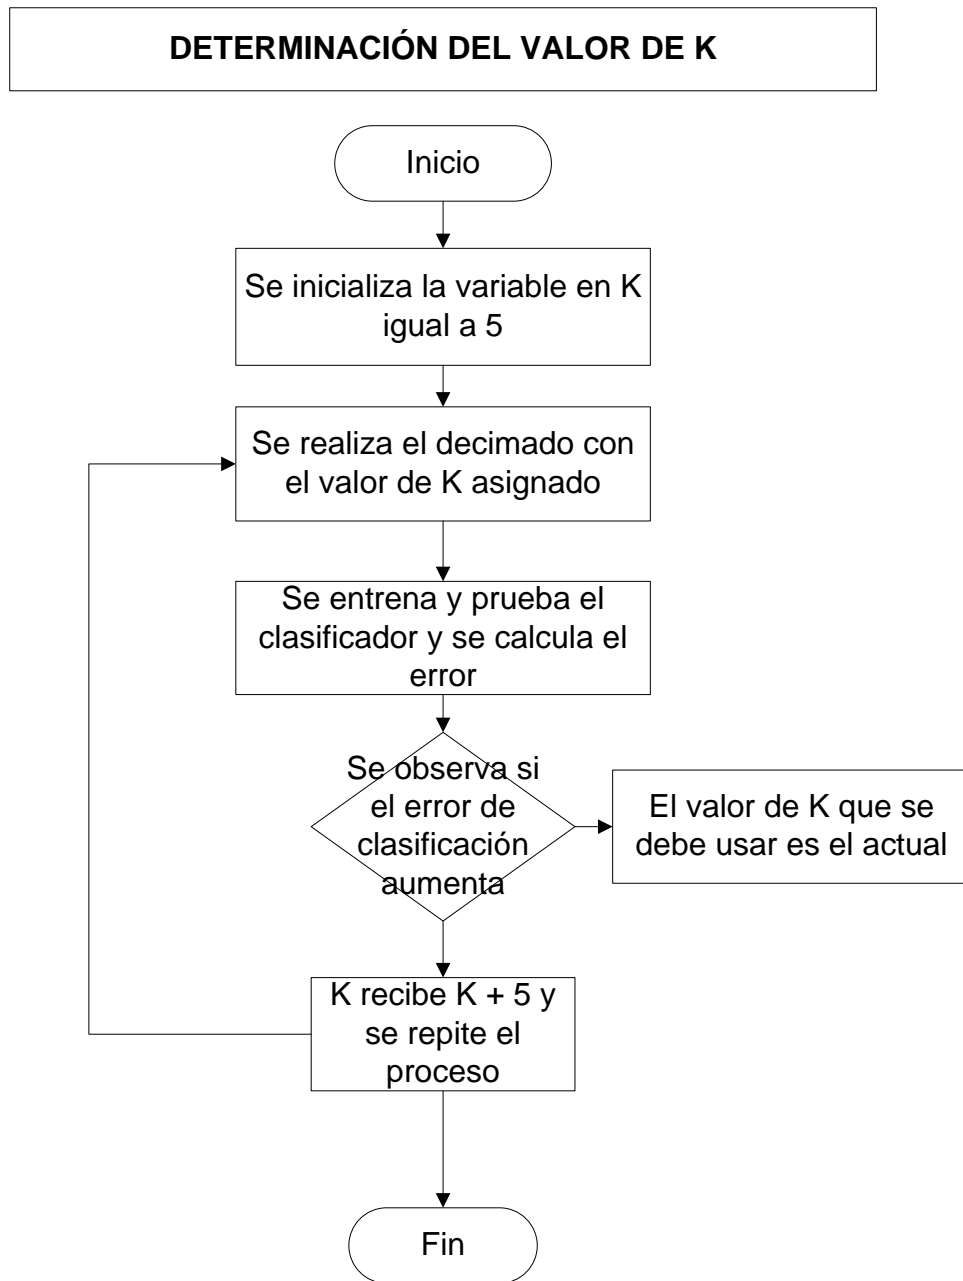 DETERMINACIÓN DEL VALOR DE K
Inicio
Se inicializa la variable en K
igual a 5
Se realiza el decimado con
el valor de K asignado
Se entrena y prueba el
clasificador y se calcula el
error
Se observa si
el error de
clasificación
aumenta
El valor de K que se
debe usar es el actual
K recibe K + 5 y
se repite el
proceso
Fin